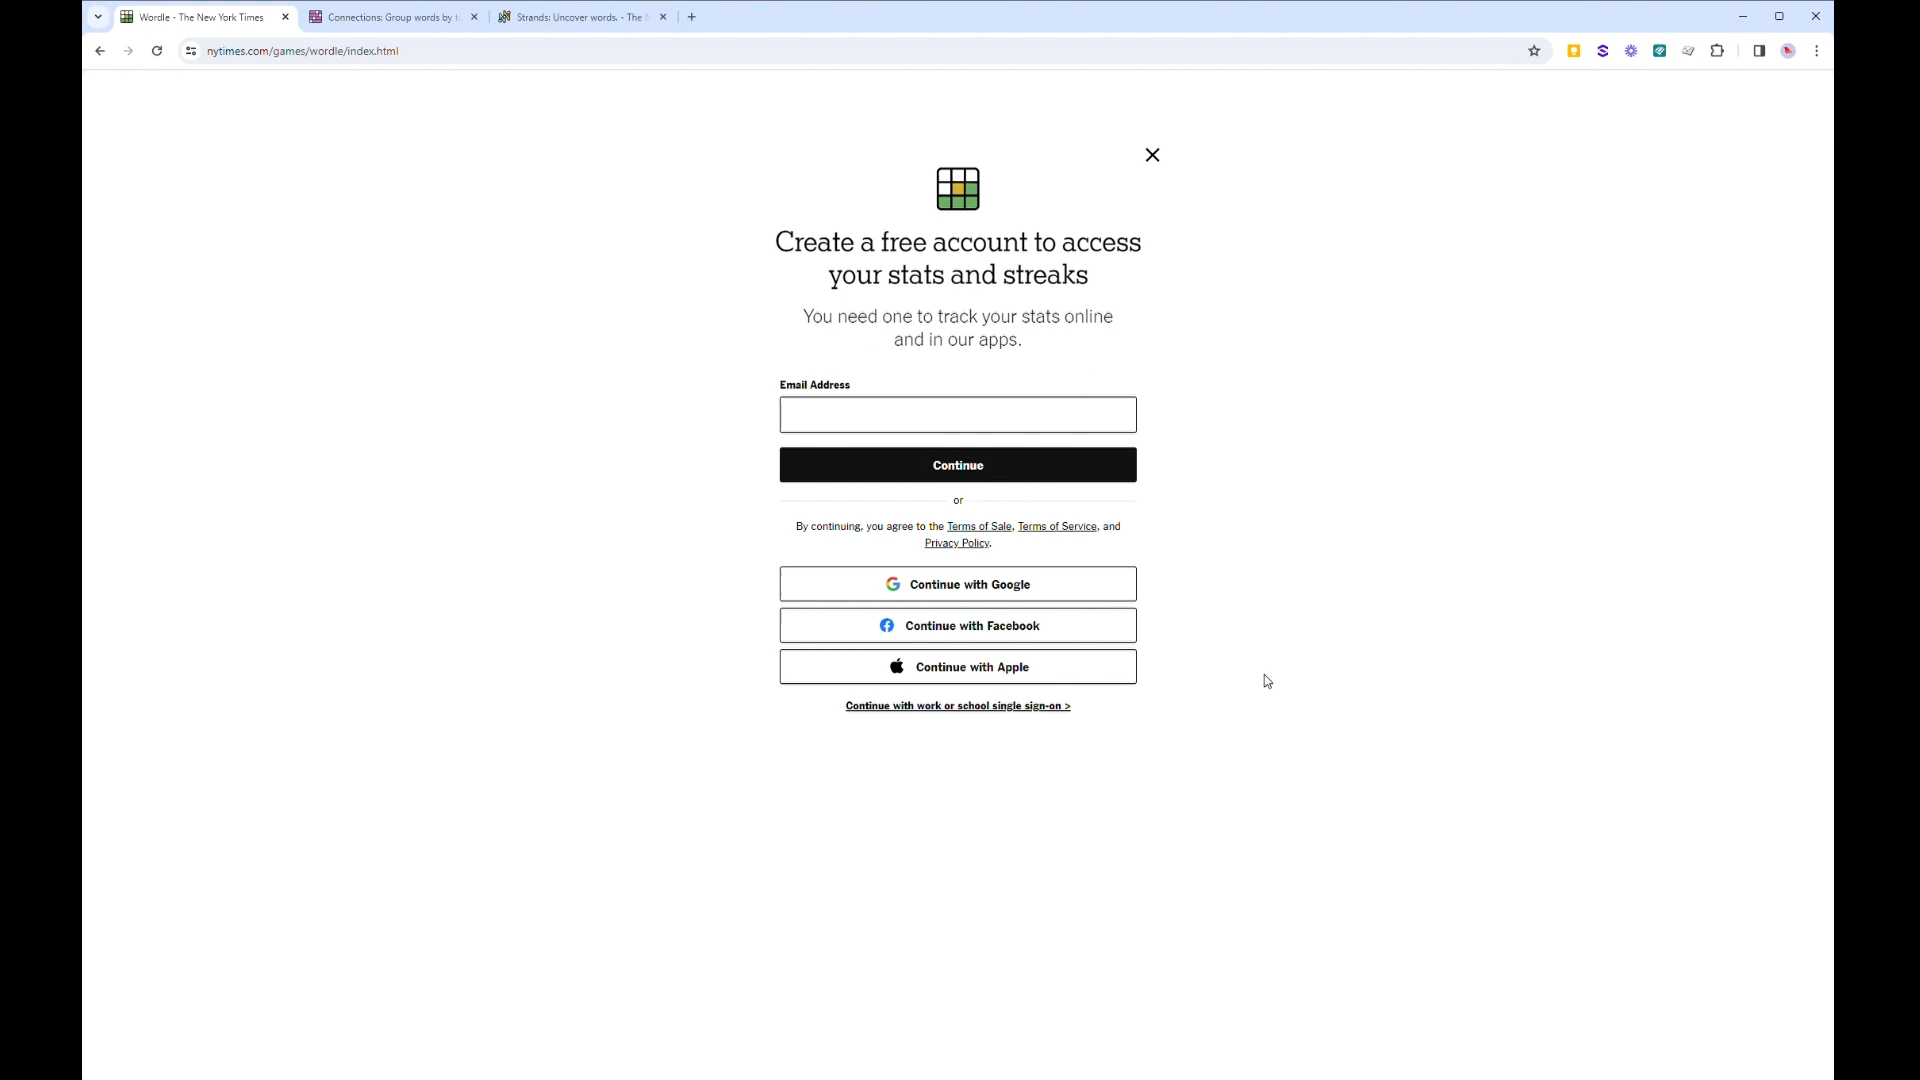 Wordle - The New York Times
Connections: Group words by
Strands: Uncover words. - The
nytimes.com/games/wordle/index.html
Create a free account to access
your stats and streaks
You need one to track your stats online
and in our apps.
Email Address
Continue
or
By continuing, you agree to the Terms of Sale, Terms of Service, and
Privacy Policy.
Continue with Google
Continue with Facebook
Continue with Apple
Continue with work or school single sign-on >